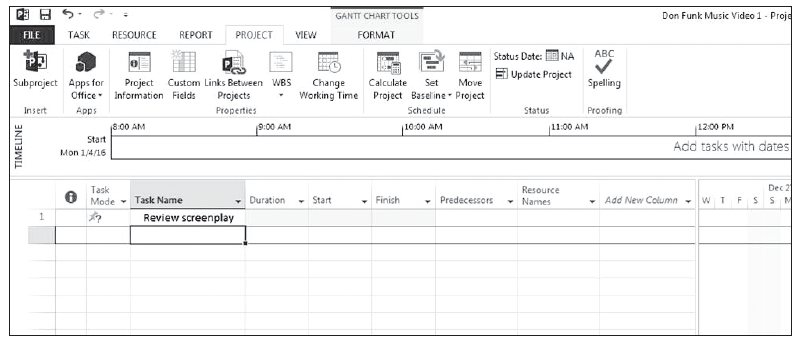 GANTT CHART TOOLS
Don Funk Music Video 1 - Proje
FILE TASK RESOURCE REPORT PROJECT VIEW FORMAT
Subproject
Apps for Office
Project Information
Custom Fields
Links Between Projects
WBS
Change Working Time
Calculate Project
Set Baseline
Move Project
Status Date: NA
Update Project
ABC
Spelling
Insert Apps Properties Schedule Status Proofing
TIMELINE
8:00 AM 9:00 AM 10:00 AM 11:00 AM 12:00 PM
Start
Mon 1/4/16
Add tasks with dates
Task Mode
Task Name
Duration
Start
Finish
Predecessors
Resource Names
Add New Column
Dec 2
W T F S S M
1 Review screenplay